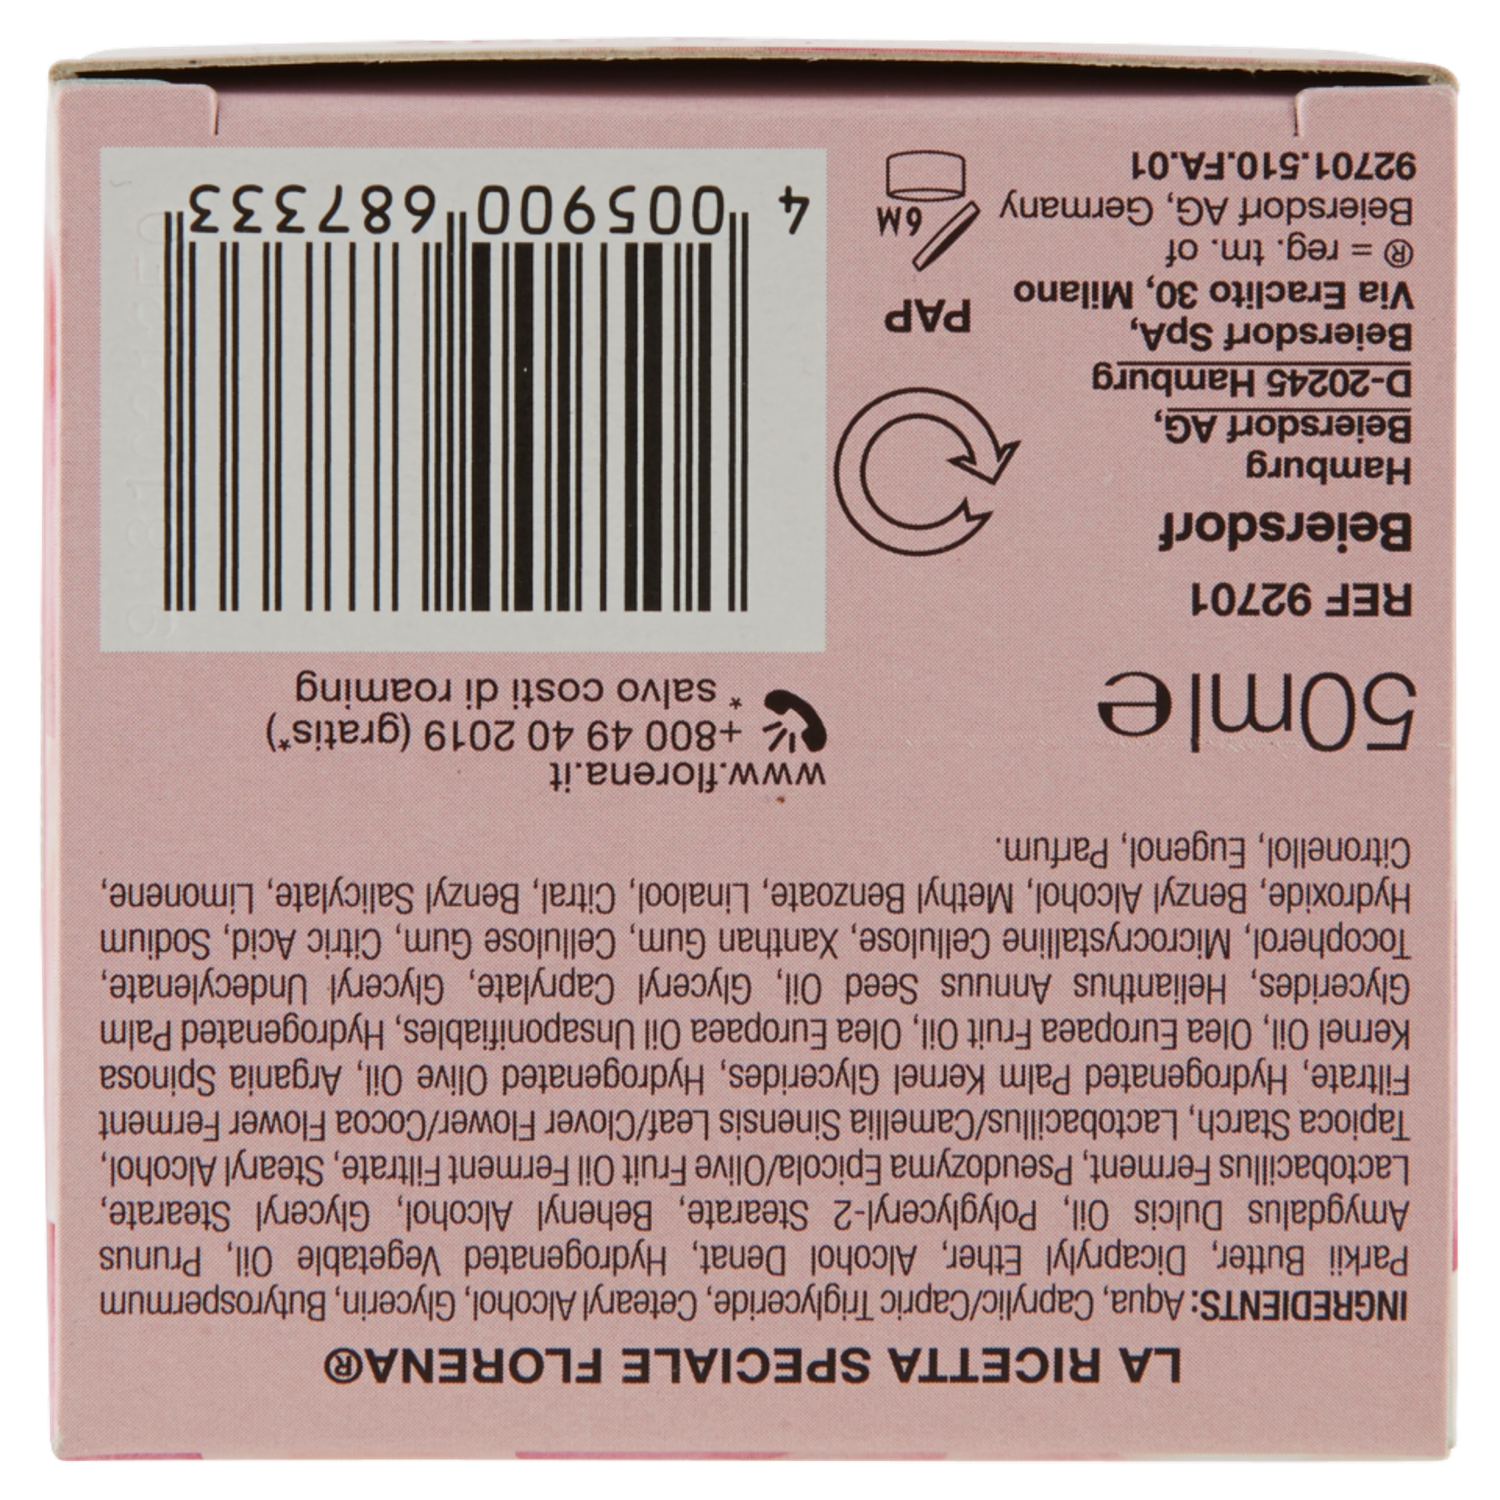 LA RICETTA SPECIALE FLORENA®
INGREDIENTS: Aqua, Caprylic/Capric Triglyceride, Cetearyl Alcohol, Glycerin, Butyrospermum
Parkii Butter, Dicaprylyl Ether, Alcohol Denat, Hydrogenated Vegetable Oil, Prunus
Amygdalus Dulcis Oil, Polyglyceryl-2 Stearate, Behenyl Alcohol, Glyceryl Stearate,
Lactobacillus Ferment, Pseudozyma Epicola/Olive Fruit Oil Ferment Filtrate, Stearyl Alcohol,
Tapioca Starch, Lactobacillus/Camellia Sinensis Leaf/Clover Flower/Cocoa Flower Ferment
Filtrate, Hydrogenated Palm Kernel Glycerides, Hydrogenated Olive Oil, Argania Spinosa
Kernel Oil, Olea Europaea Fruit Oil, Olea Europaea Oil Unsaponifiables, Hydrogenated Palm
Glycerides, Helianthus Annuus Seed Oil, Glyceryl Caprylate, Glyceryl Undecylenate,
Tocopherol, Microcrystalline Cellulose, Xanthan Gum, Cellulose Gum, Citric Acid, Sodium
Hydroxide, Benzyl Alcohol, Methyl Benzoate, Linalool, Citral, Benzyl Salicylate, Limonene,
Citronellol, Eugenol, Parfum.
50ml e
REF 92701
Beiersdorf
Hamburg
Beiersdorf AG,
D-20245 Hamburg
Beiersdorf SpA,
Via Eraclito 30, Milano
® = reg. tm. of
Beiersdorf AG, Germany
92701.510.FA.01
PAP
6M
www.florena.it
+800 49 40 2019 (gratis*)
* salvo costi di roaming
4 005900 687333